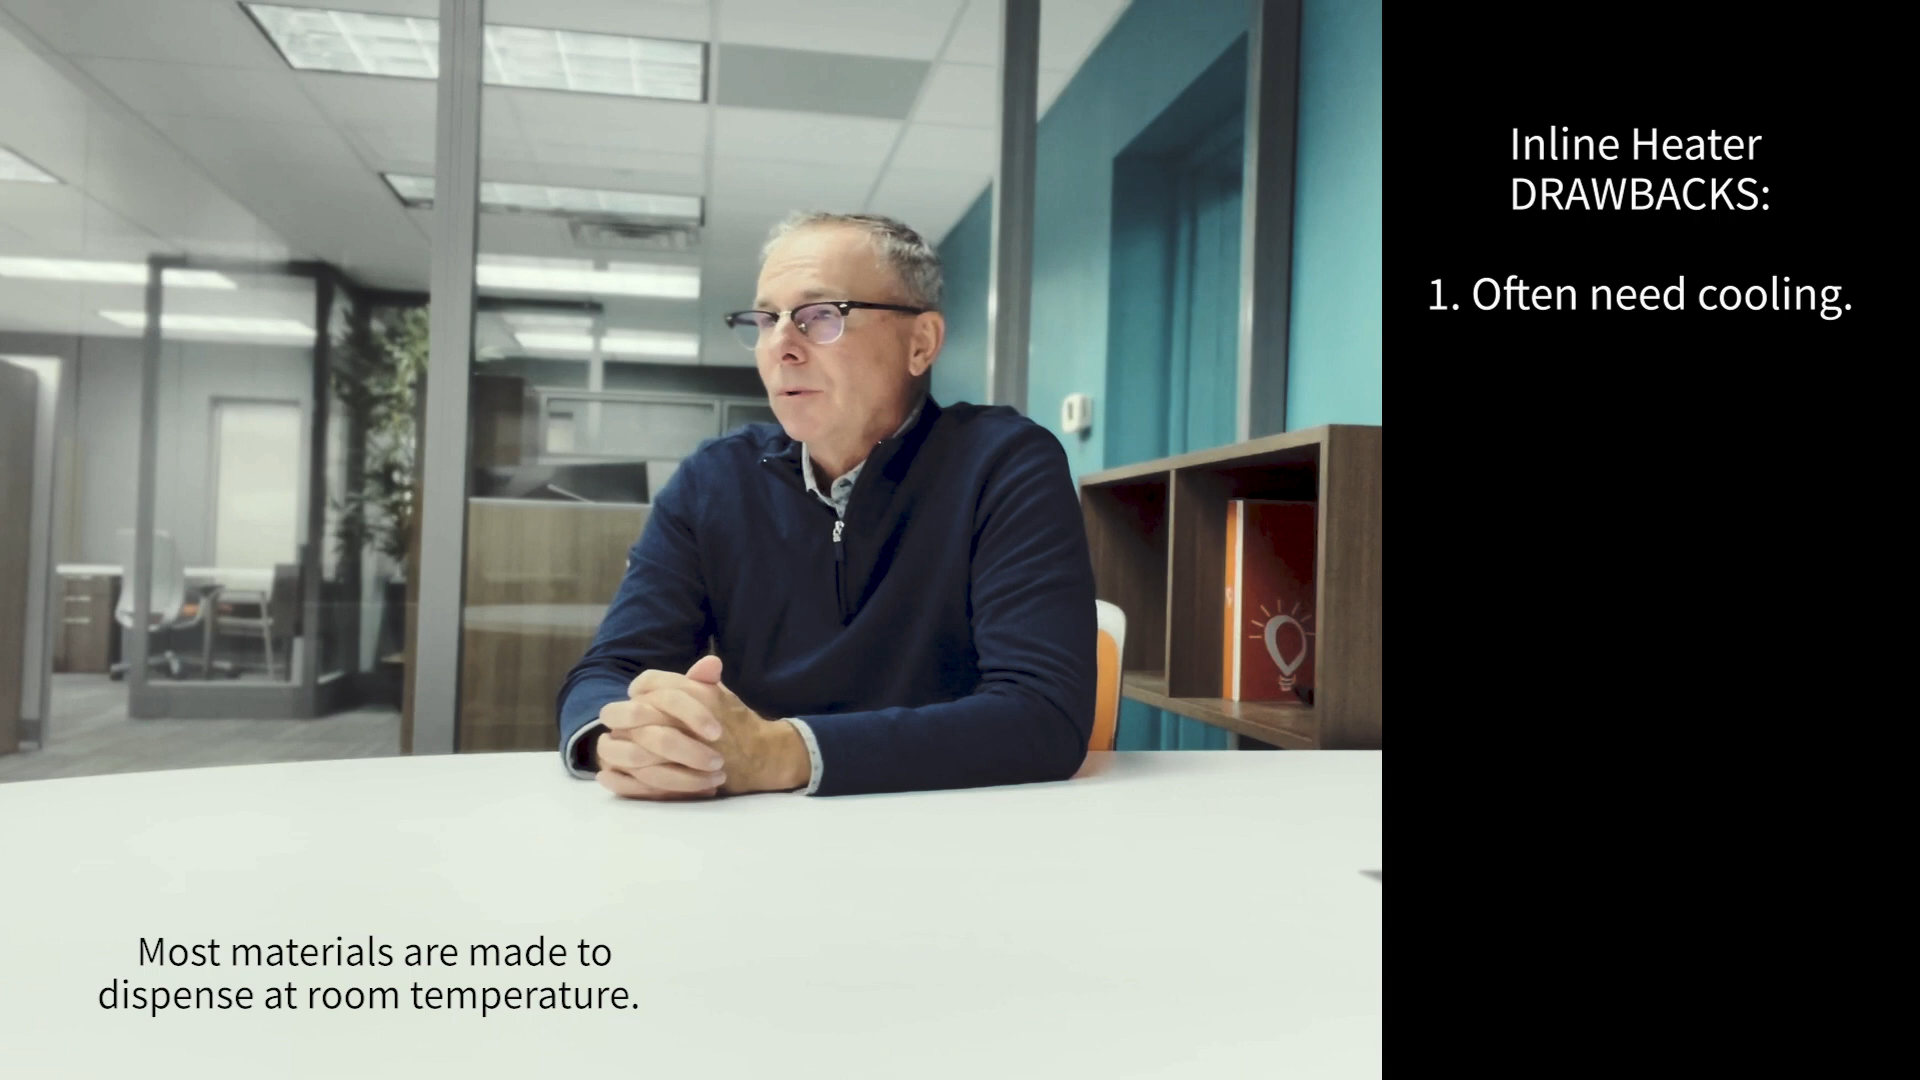 Inline Heater
DRAWBACKS:
1. Often need cooling.
Most materials are made to
dispense at room temperature.